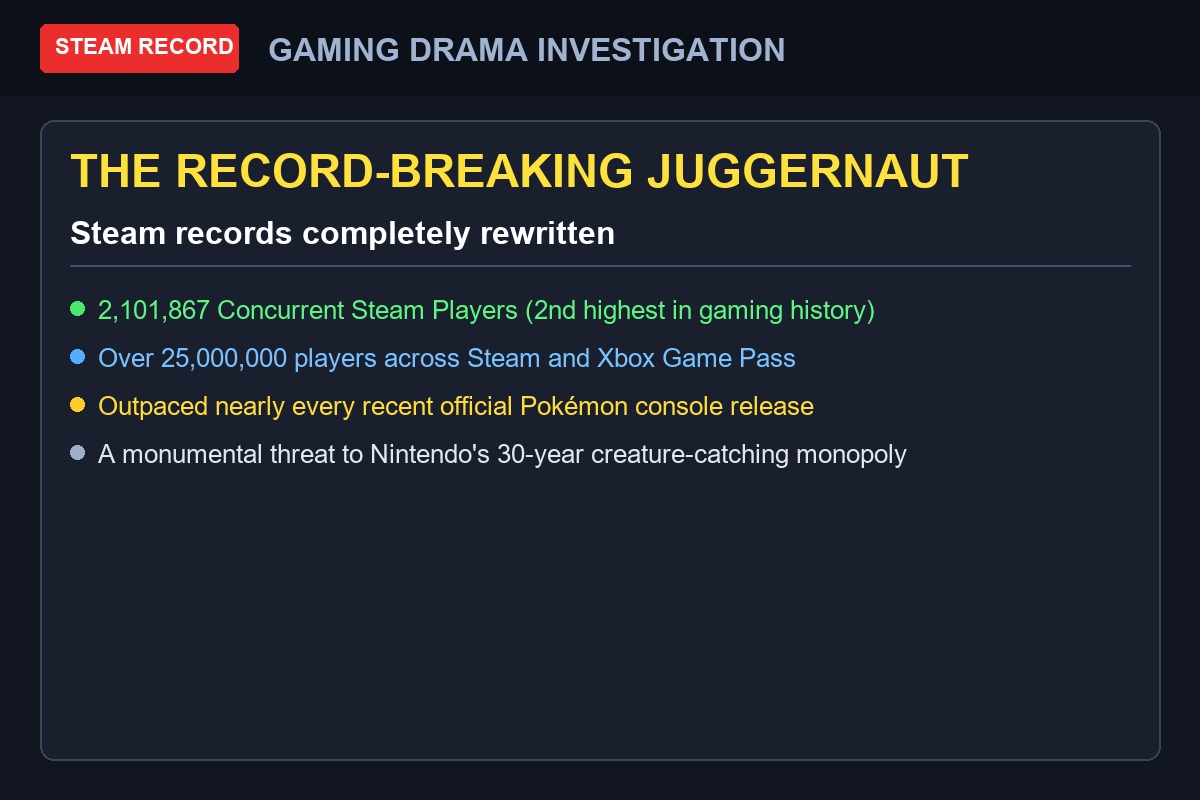 STEAM RECORD
GAMING DRAMA INVESTIGATION
THE RECORD-BREAKING JUGGERNAUT
Steam records completely rewritten
2,101,867 Concurrent Steam Players (2nd highest in gaming history)
Over 25,000,000 players across Steam and Xbox Game Pass
Outpaced nearly every recent official Pokémon console release
A monumental threat to Nintendo's 30-year creature-catching monopoly